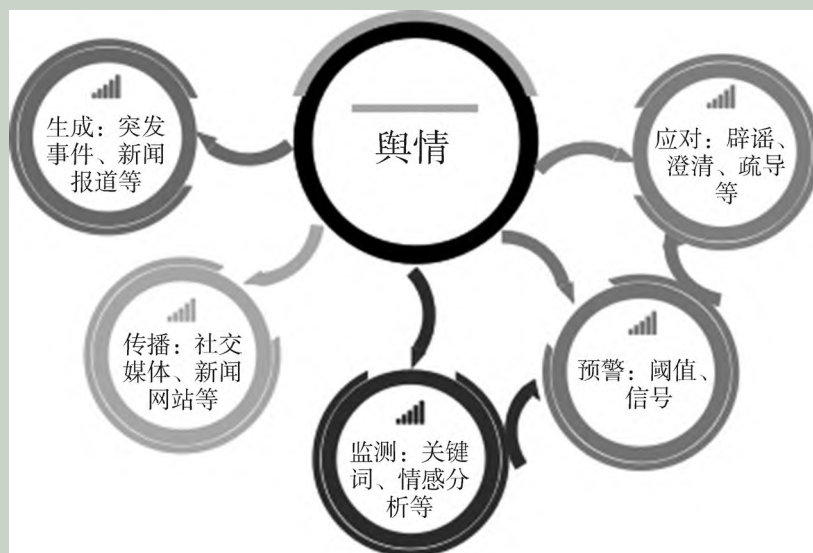 舆情
生成：突发
事件、新闻
报道等
传播：社交
媒体、新闻
网站等
监测：关键
词、情感分
析等
预警：阈值、
信号
应对：辟谣、
澄清、疏导
等